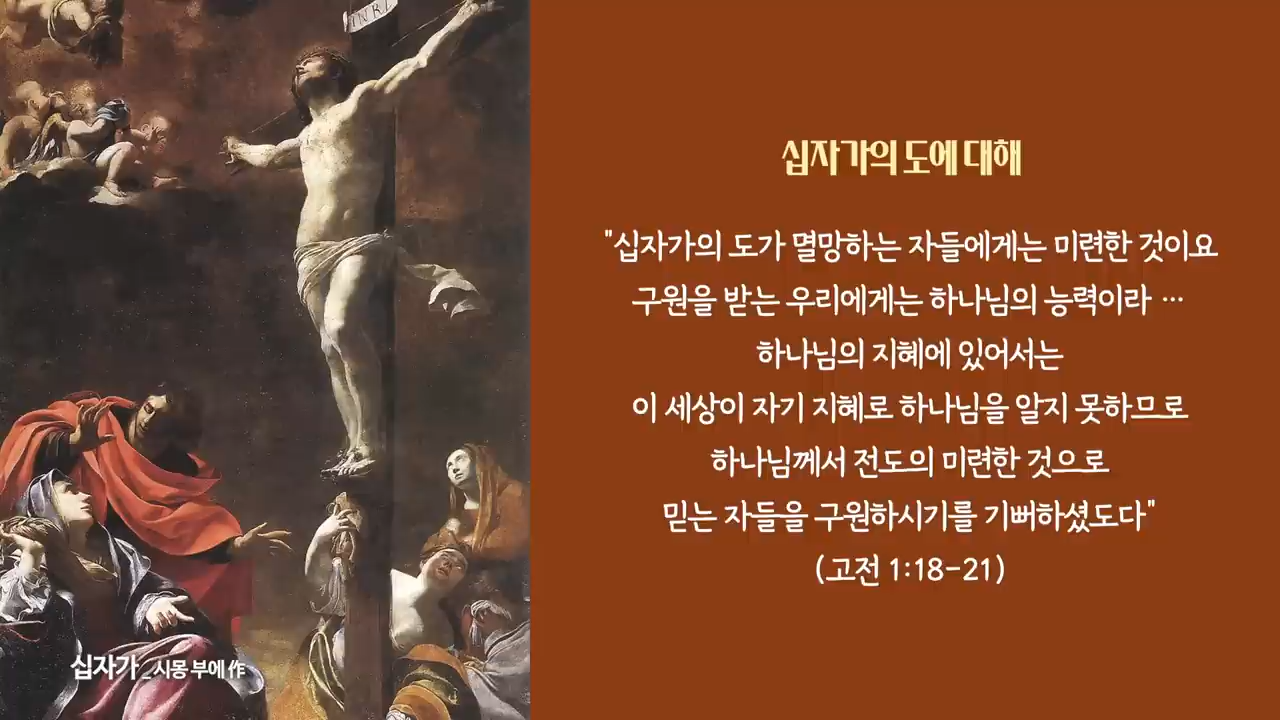 INRI
십자가_시몽 부에 作
십자가의 도에 대해
"십자가의 도가 멸망하는 자들에게는 미련한 것이요
구원을 받는 우리에게는 하나님의 능력이라 …
하나님의 지혜에 있어서는
이 세상이 자기 지혜로 하나님을 알지 못하므로
하나님께서 전도의 미련한 것으로
믿는 자들을 구원하시기를 기뻐하셨도다"
(고전 1:18-21)